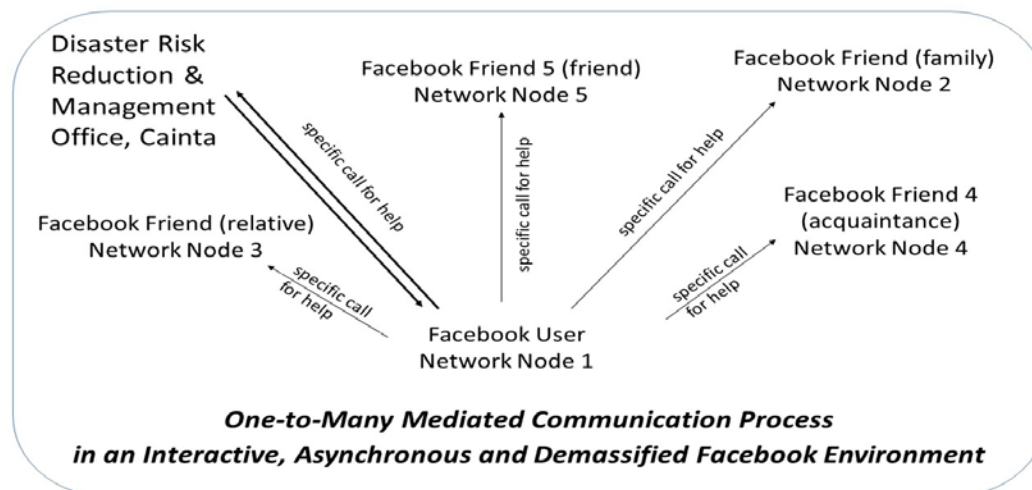 Disaster Risk
Reduction &
Management
Office, Cainta
Facebook Friend 5 (friend)
Network Node 5
Facebook Friend (family)
Network Node 2
specific call for help
specific call for help
specific call for help
Facebook Friend (relative)
Network Node 3
Facebook Friend 4
(acquaintance)
Network Node 4
specific call
for help
specific call
for help
Facebook User
Network Node 1
One-to-Many Mediated Communication Process
in an Interactive, Asynchronous and Demassified Facebook Environment